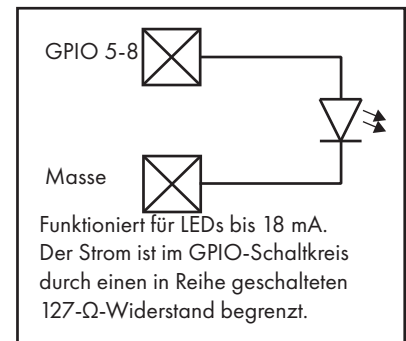 GPIO 5-8
Masse
Funktioniert für LEDs bis 18 mA.
Der Strom ist im GPIO-Schaltkreis
durch einen in Reihe geschalteten
127-Ω-Widerstand begrenzt.